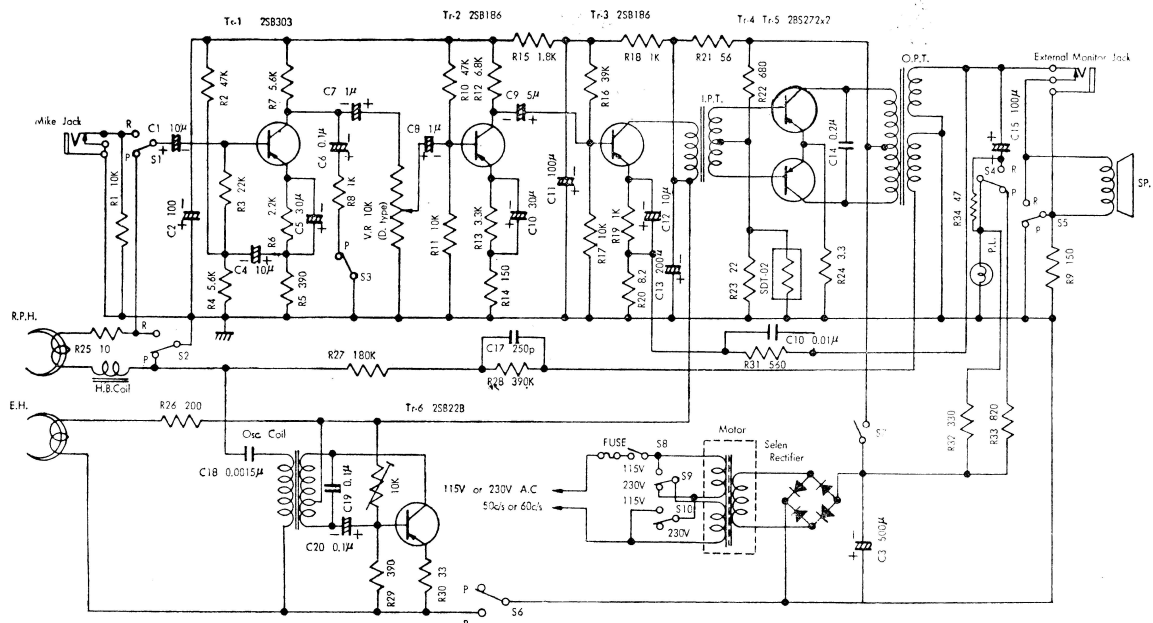 Tr-1 2SB303
Tr-2 2SB186
Tr-3 2SB186
Tr-4 Tr-5 2BS272x2
O.P.T.
External Monitor Jack
R15 1.8K
R18 1K
R21 56
R2 47K
R7 5.6K
C7 1μ
R10 47K
R12 6.8K
C9 5μ
R16 39K
I.P.T.
R22 680
C14 0.2μ
C15 100μ
Mike Jack
C1 10μ
R
P
S1
C6 0.1μ
C8 1μ
S4
R
P
R1 10K
C2 100
R3 22K
2.2K
R6
C5 30μ
R8 1K
V.R 10K
(D. type)
R11 10K
R13 3.3K
C10 30μ
C11 100μ
R17 10K
R19 1K
C12 10μ
C13 200μ
R23 22
SDT-02
R24 3.3
R34 47
P.L.
R
P
S5
SP.
R9 150
C4 10μ
R4 5.6K
R5 390
P
S3
R14 150
R20 8.2
R.P.H.
R25 10
R
P
S2
H.B.Coil
R27 180K
C17 250p
R28 390K
C10 0.01μ
R31 560
E.H.
R26 200
Tr-6 2SB22B
R32 330
R33 820
Osc Coil
C18 0.0015μ
C19 0.1μ
10K
C20 0.1μ
FUSE
S8
Motor
Selen
Rectifier
115V
S9
230V
115V
S10
230V
115V or 230V A.C
50c/s or 60c/s
C3 500μ
R29 390
R30 33
P
S6